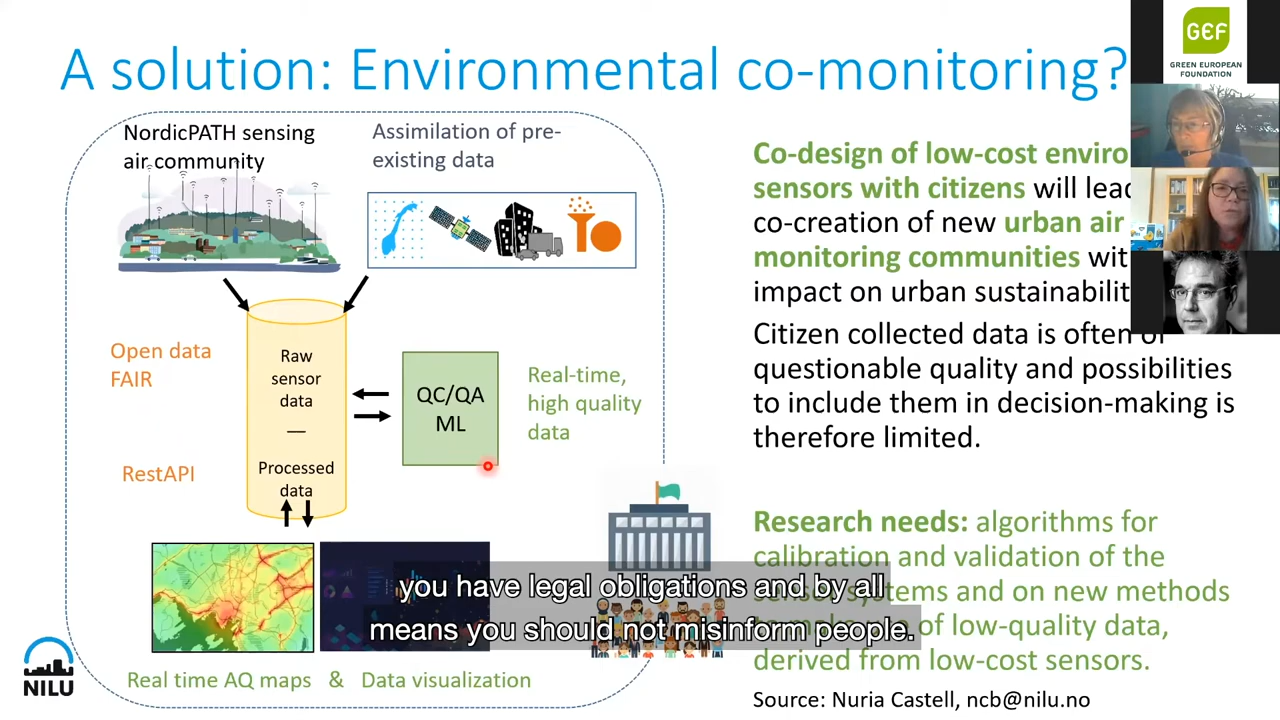 A solution: Environmental co-monitoring?
GEF
GREEN EUROPEAN
FOUNDATION
NordicPATH sensing
air community
Assimilation of pre-
existing data
Open data
FAIR
RestAPI
Raw
sensor
data
—
Processed
data
QC/QA
ML
Real-time,
high quality
data
Real time AQ maps & Data visualization
NILU
Co-design of low-cost enviro
sensors with citizens will lead
co-creation of new urban air
monitoring communities wit
impact on urban sustainabilit
Citizen collected data is often of
questionable quality and possibilities
to include them in decision-making is
therefore limited.
Research needs: algorithms for
calibration and validation of the
systems and on new methods
of low-quality data,
derived from low-cost sensors.
Source: Nuria Castell, ncb@nilu.no
you have legal obligations and by all
means you should not misinform people.